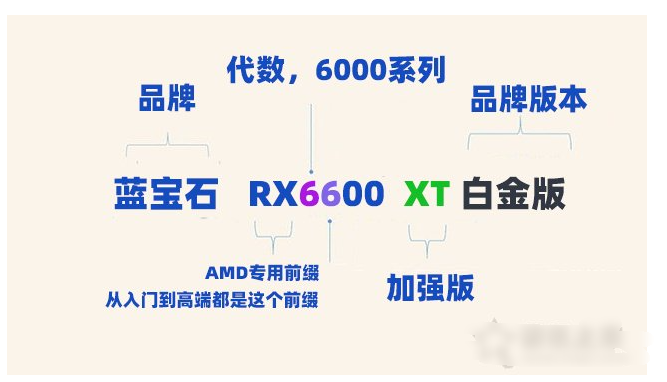 代数，6000系列
品牌
品牌版本
蓝宝石 RX6600 XT 白金版
AMD专用前缀
从入门到高端都是这个前缀
加强版